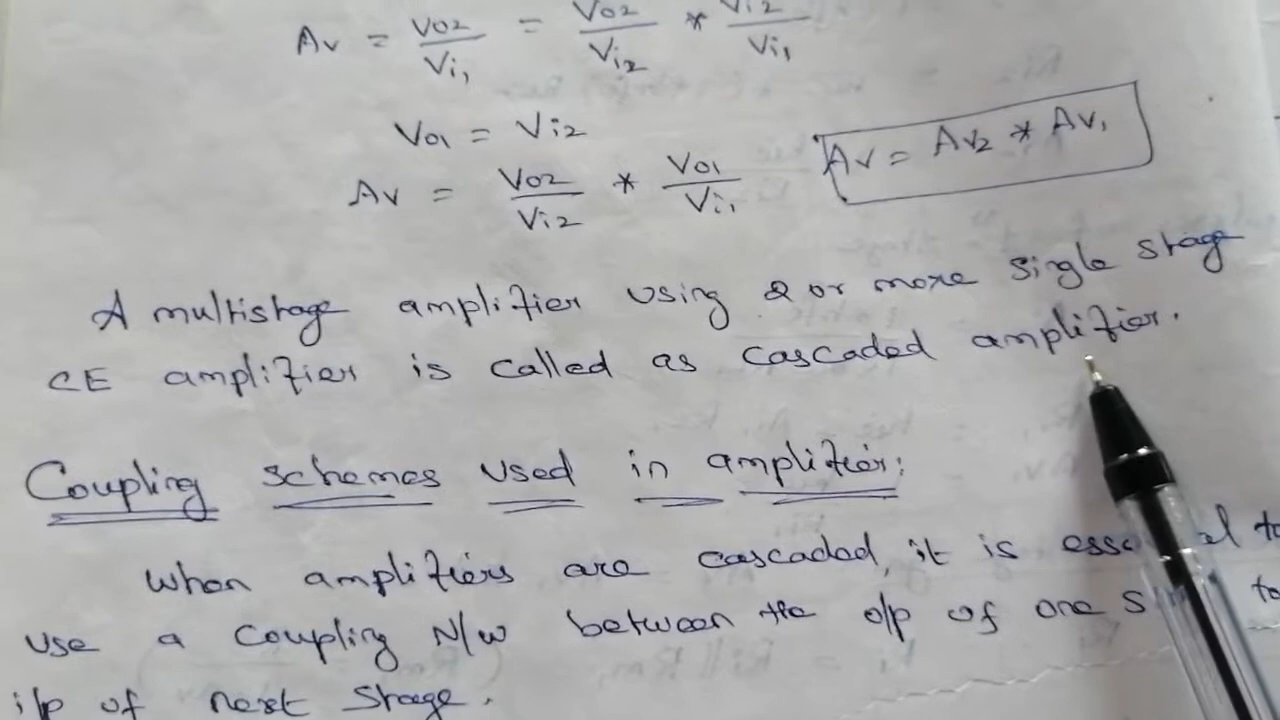 Av = Vo2/Vi1 = Vo2/Vi2 * Vi2/Vi1
Vo1 = Vi2
Av = Vo2/Vi2 * Vo1/Vi1
Av = Av2 * Av1
A multistage amplifier using 2 or more single stage
CE amplifier is called as cascaded amplifier.
Coupling schemes used in amplifier:
When amplifiers are cascaded, it is to
use a coupling N/w between the o/p of one to
i/p of next stage.